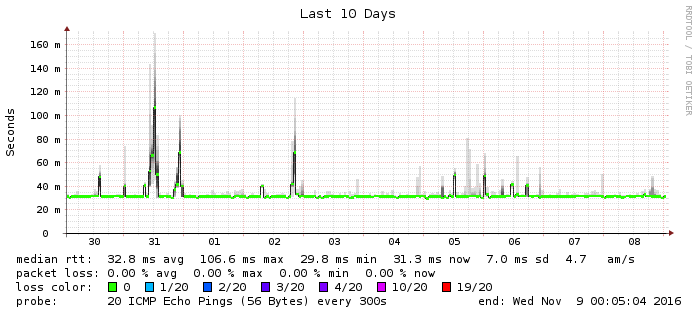 Last 10 Days
RRDTOOL / TOBI OETIKER
Seconds
160 m
140 m
120 m
100 m
80 m
60 m
40 m
20 m
0
30 31 01 02 03 04 05 06 07 08
median rtt: 32.8 ms avg 106.6 ms max 29.8 ms min 31.3 ms now 7.0 ms sd 4.7 am/s
packet loss: 0.00 % avg 0.00 % max 0.00 % min 0.00 % now
loss color: 0 1/20 2/20 3/20 4/20 10/20 19/20
probe: 20 ICMP Echo Pings (56 Bytes) every 300s end: Wed Nov 9 00:05:04 2016